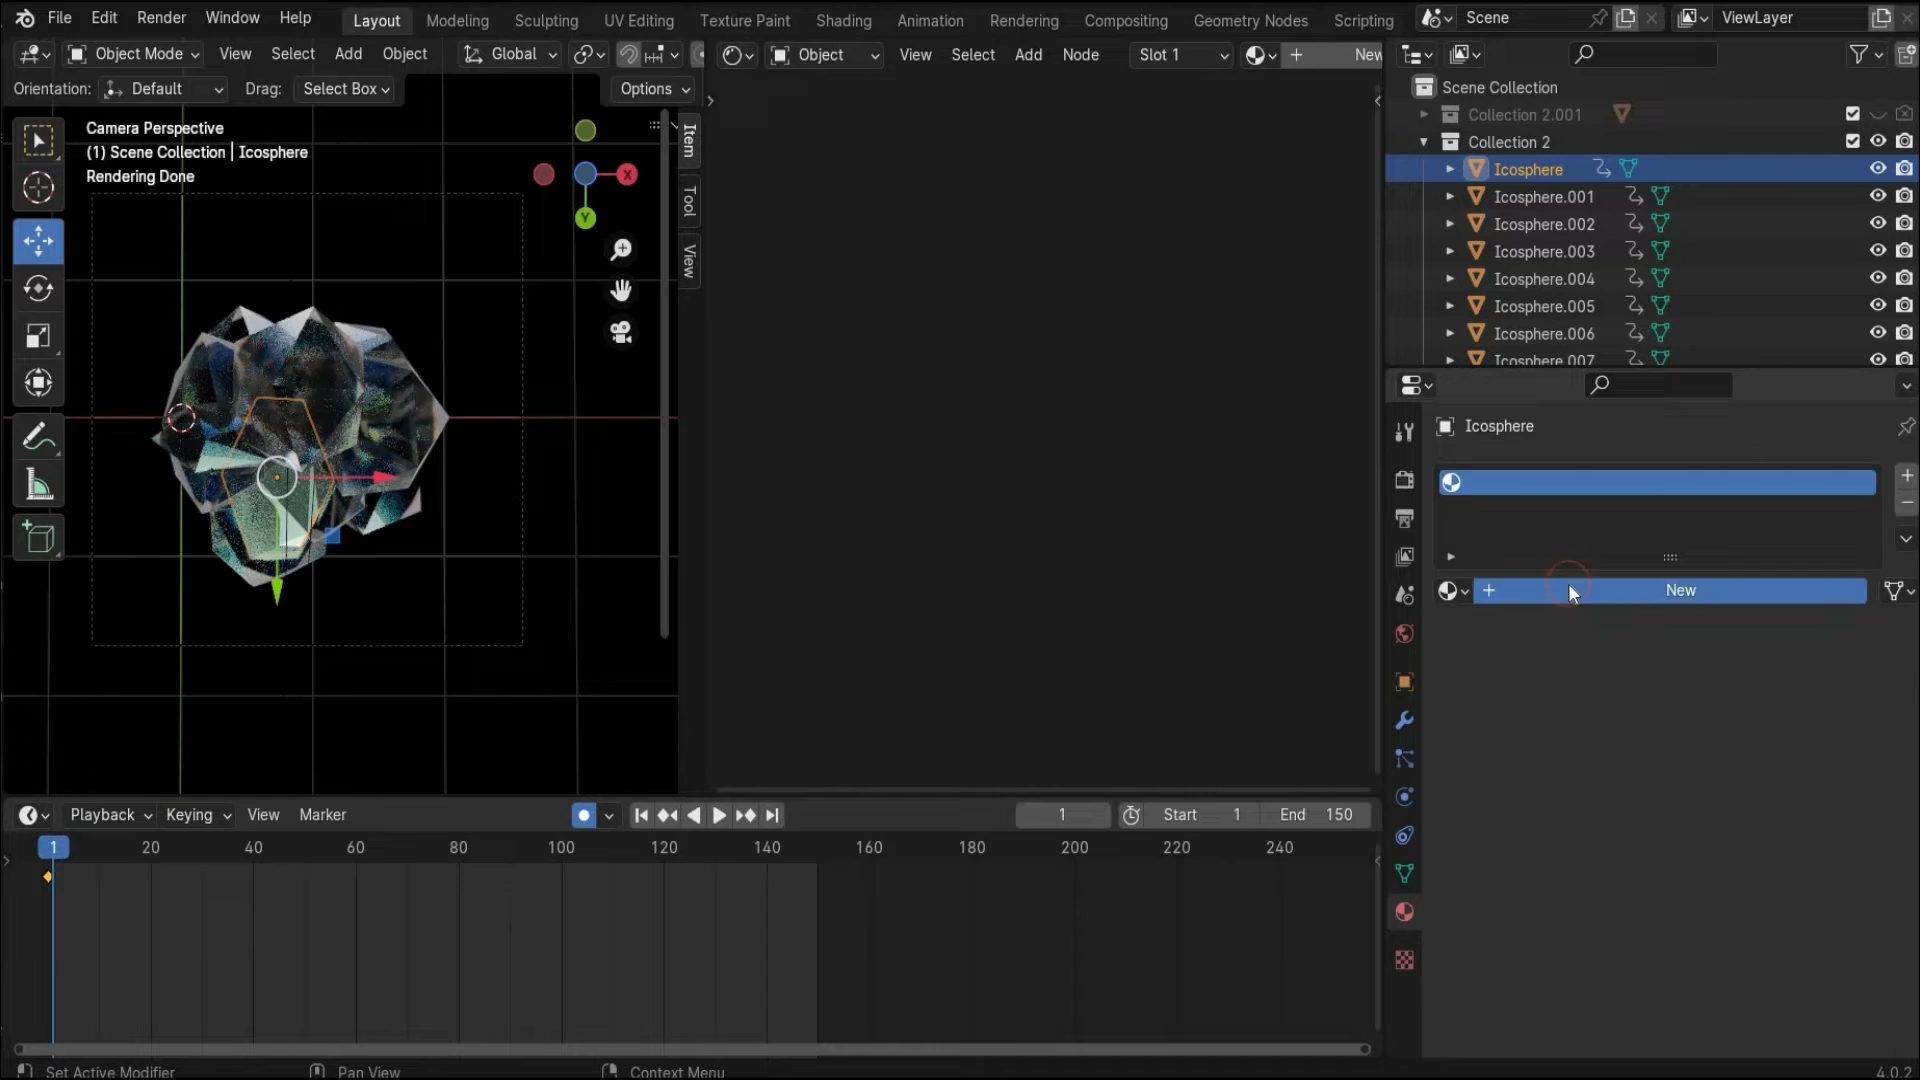 File Edit Render Window Help Layout Modeling Sculpting UV Editing Texture Paint Shading Animation Rendering Compositing Geometry Nodes Scripting Scene ViewLayer
Object Mode View Select Add Object Global Object View Select Add Node Slot 1 New
Orientation: Default Drag: Select Box Options
Camera Perspective
(1) Scene Collection | Icosphere
Rendering Done
X
Y
Item
Tool
View
Scene Collection
Collection 2.001
Collection 2
Icosphere
Icosphere.001
Icosphere.002
Icosphere.003
Icosphere.004
Icosphere.005
Icosphere.006
Icosphere.007
Icosphere
New
Playback Keying View Marker 1 Start 1 End 150
1 20 40 60 80 100 120 140 160 180 200 220 240
Set Active Modifier Pan View Context Menu 4.0.2